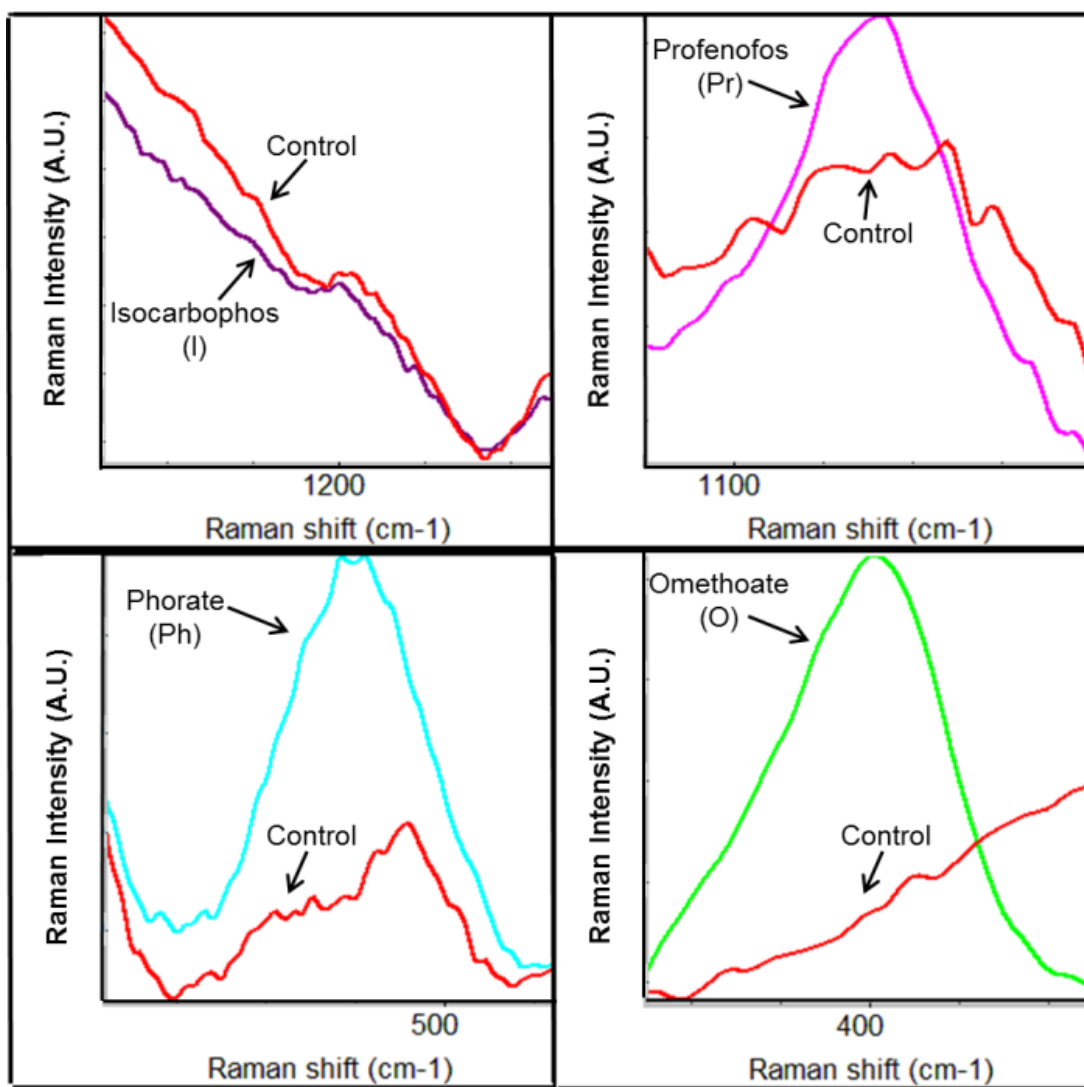 Raman Intensity (A.U.)
Control
Isocarbophos
(I)
1200
Raman shift (cm-1)
Raman Intensity (A.U.)
Profenofos
(Pr)
Control
1100
Raman shift (cm-1)
Raman Intensity (A.U.)
Phorate
(Ph)
Control
500
Raman shift (cm-1)
Raman Intensity (A.U.)
Omethoate
(O)
Control
400
Raman shift (cm-1)